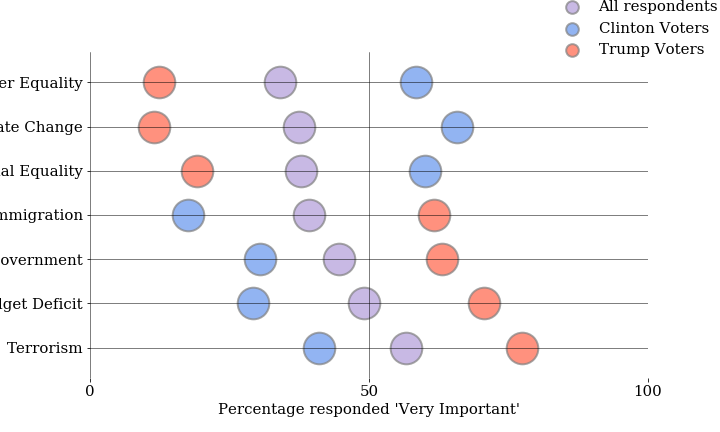 All respondents
Clinton Voters
Trump Voters
er Equality
ate Change
al Equality
mmigration
overnment
dget Deficit
Terrorism
0 50 100
Percentage responded 'Very Important'